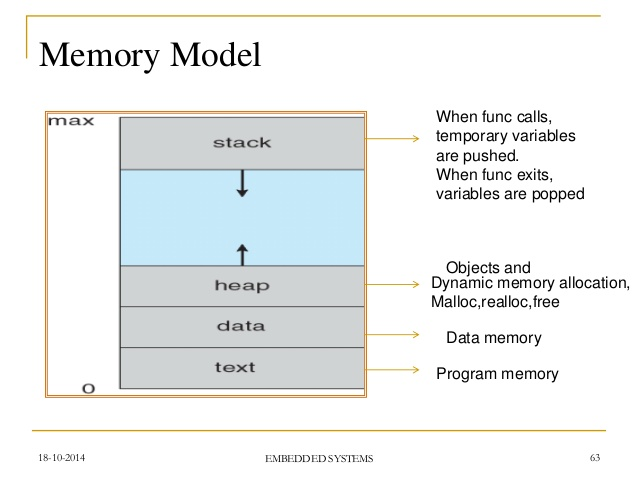 Memory Model
max
stack
When func calls,
temporary variables
are pushed.
When func exits,
variables are popped
heap
Objects and
Dynamic memory allocation,
Malloc,realloc,free
data
Data memory
text
Program memory
0
18-10-2014
EMBEDDED SYSTEMS
63